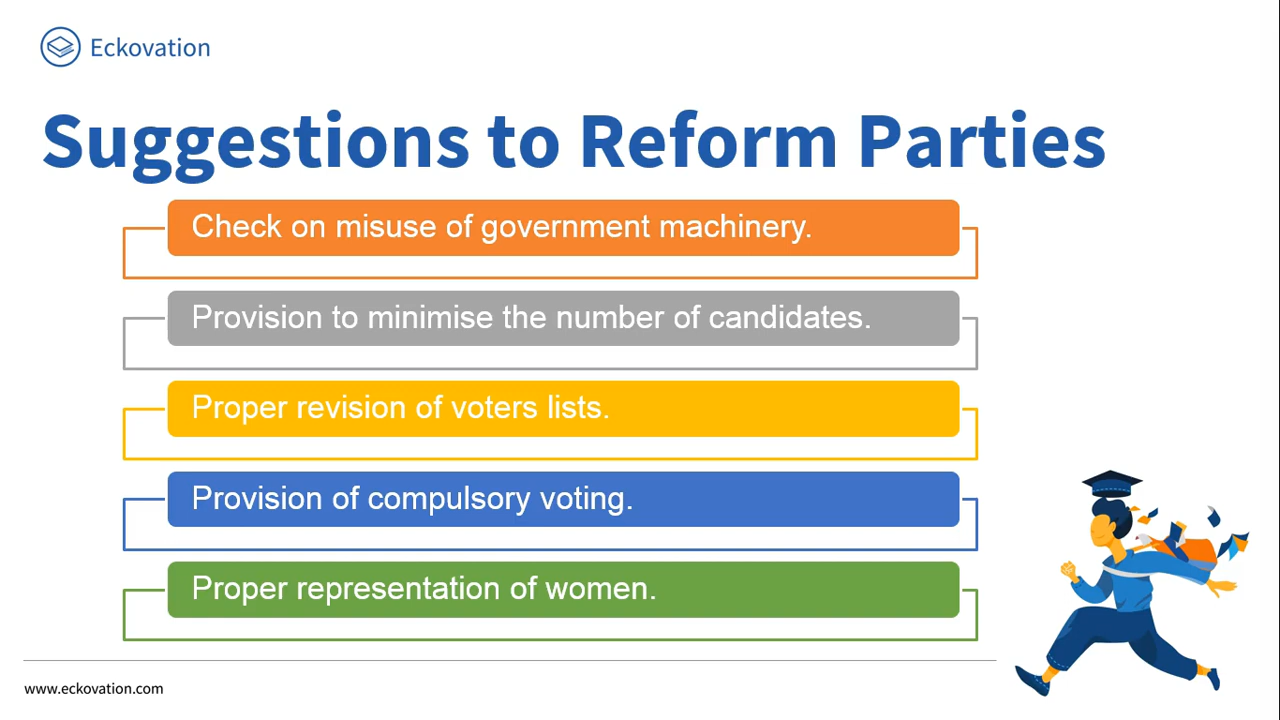 Eckovation
Suggestions to Reform Parties
Check on misuse of government machinery.
Provision to minimise the number of candidates.
Proper revision of voters lists.
Provision of compulsory voting.
Proper representation of women.
www.eckovation.com